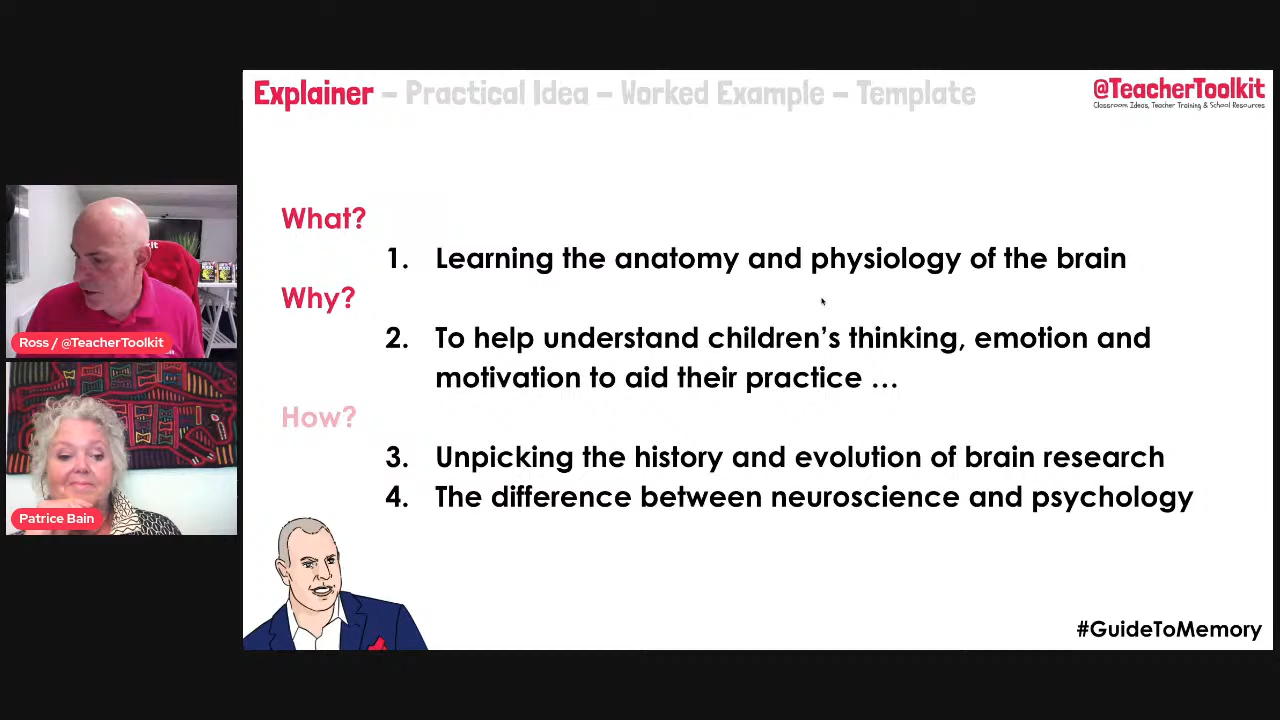 Explainer – Practical Idea – Worked Example – Template
@TeacherToolkit
Classroom Ideas, Teacher Training & School Resources
What?
1. Learning the anatomy and physiology of the brain
Why?
2. To help understand children’s thinking, emotion and
motivation to aid their practice …
How?
3. Unpicking the history and evolution of brain research
4. The difference between neuroscience and psychology
#GuideToMemory
Ross / @TeacherToolkit
Patrice Bain